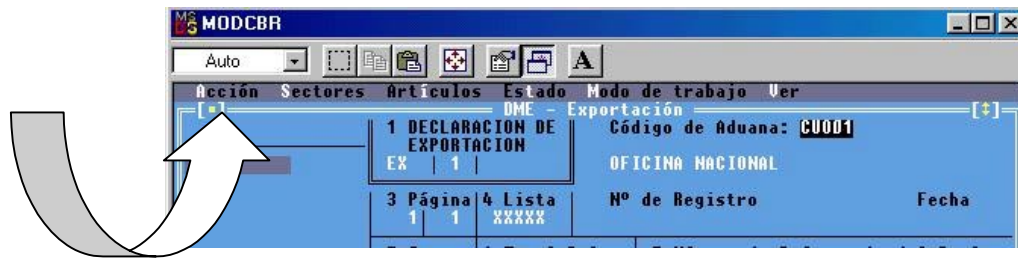 MODCBR
Auto
A
Acción Sectores Artículos Estado Modo de trabajo Ver
DME - Exportación
1 DECLARACION DE Código de Aduana: CU0D1
EXPORTACION
EX 1 OFICINA NACIONAL
3 Página 4 Lista Nº de Registro Fecha
1 1 XXXXX